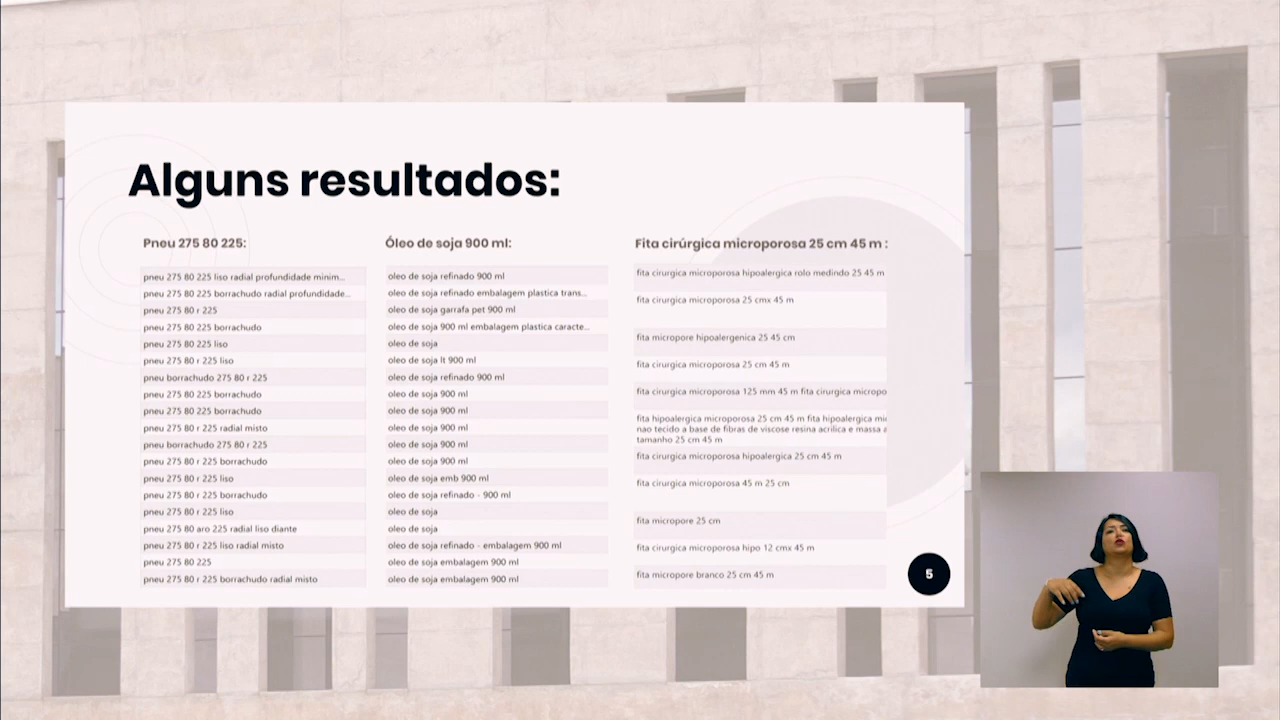 Alguns resultados:
Pneu 275 80 225:
pneu 275 80 225 liso radial profundidade minim...
pneu 275 80 225 borrachudo radial profundidade...
pneu 275 80 r 225
pneu 275 80 225 borrachudo
pneu 275 80 225 liso
pneu 275 80 r 225 liso
pneu borrachudo 275 80 r 225
pneu 275 80 225 borrachudo
pneu 275 80 225 borrachudo
pneu 275 80 r 225 radial misto
pneu borrachudo 275 80 r 225
pneu 275 80 r 225 borrachudo
pneu 275 80 r 225 liso
pneu 275 80 r 225 borrachudo
pneu 275 80 r 225 liso
pneu 275 80 aro 225 radial liso diante
pneu 275 80 r 225 liso radial misto
pneu 275 80 225
pneu 275 80 r 225 borrachudo radial misto
Óleo de soja 900 ml:
oleo de soja refinado 900 ml
oleo de soja refinado embalagem plastica trans...
oleo de soja garrafa pet 900 ml
oleo de soja 900 ml embalagem plastica caracte...
oleo de soja
oleo de soja lt 900 ml
oleo de soja refinado 900 ml
oleo de soja 900 ml
oleo de soja 900 ml
oleo de soja 900 ml
oleo de soja 900 ml
oleo de soja 900 ml
oleo de soja emb 900 ml
oleo de soja refinado - 900 ml
oleo de soja
oleo de soja
oleo de soja refinado - embalagem 900 ml
oleo de soja embalagem 900 ml
oleo de soja embalagem 900 ml
Fita cirúrgica microporosa 25 cm 45 m :
fita cirurgica microporosa hipoalergica rolo medindo 25 45 m
fita cirurgica microporosa 25 cmx 45 m
fita micropore hipoalergenica 25 45 cm
fita cirurgica microporosa 25 cm 45 m
fita cirurgica microporosa 125 mm 45 m fita cirurgica micropo
fita hipoalergica microporosa 25 cm 45 m fita hipoalergica mic
nao tecido a base de fibras de viscose resina acrilica e massa a
tamanho 25 cm 45 m
fita cirurgica microporosa hipoalergica 25 cm 45 m
fita cirurgica microporosa 45 m 25 cm
fita micropore 25 cm
fita cirurgica microporosa hipo 12 cmx 45 m
fita micropore branco 25 cm 45 m
5